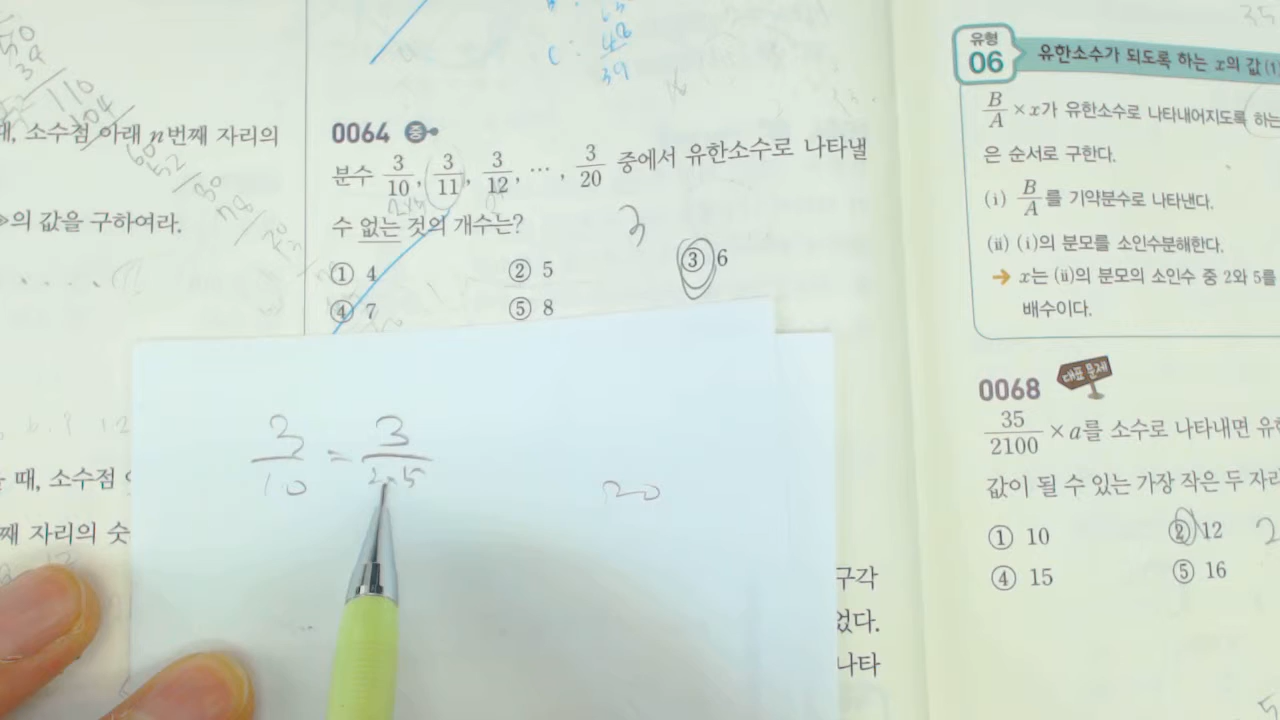 때, 소수점 아래 n번째 자리의
의 값을 구하여라.
때, 소수점
째 자리의 숫
0064 중
분수 3/10, 3/11, 3/12, ⋯, 3/20 중에서 유한소수로 나타낼
수 없는 것의 개수는?
3
① 4 ② 5 ③ 6
④ 7 ⑤ 8
3/10 = 3/2·5
20
구각
었다.
나타
유형 06 유한소수가 되도록 하는 x의 값 (1)
B/A × x가 유한소수로 나타내어지도록 하는
은 순서로 구한다.
(i) B/A를 기약분수로 나타낸다.
(ii) (i)의 분모를 소인수분해한다.
→ x는 (ii)의 분모의 소인수 중 2와 5를
배수이다.
0068 대표 문제
35/2100 × a를 소수로 나타내면 유한
값이 될 수 있는 가장 작은 두 자리
① 10 ② 12
④ 15 ⑤ 16